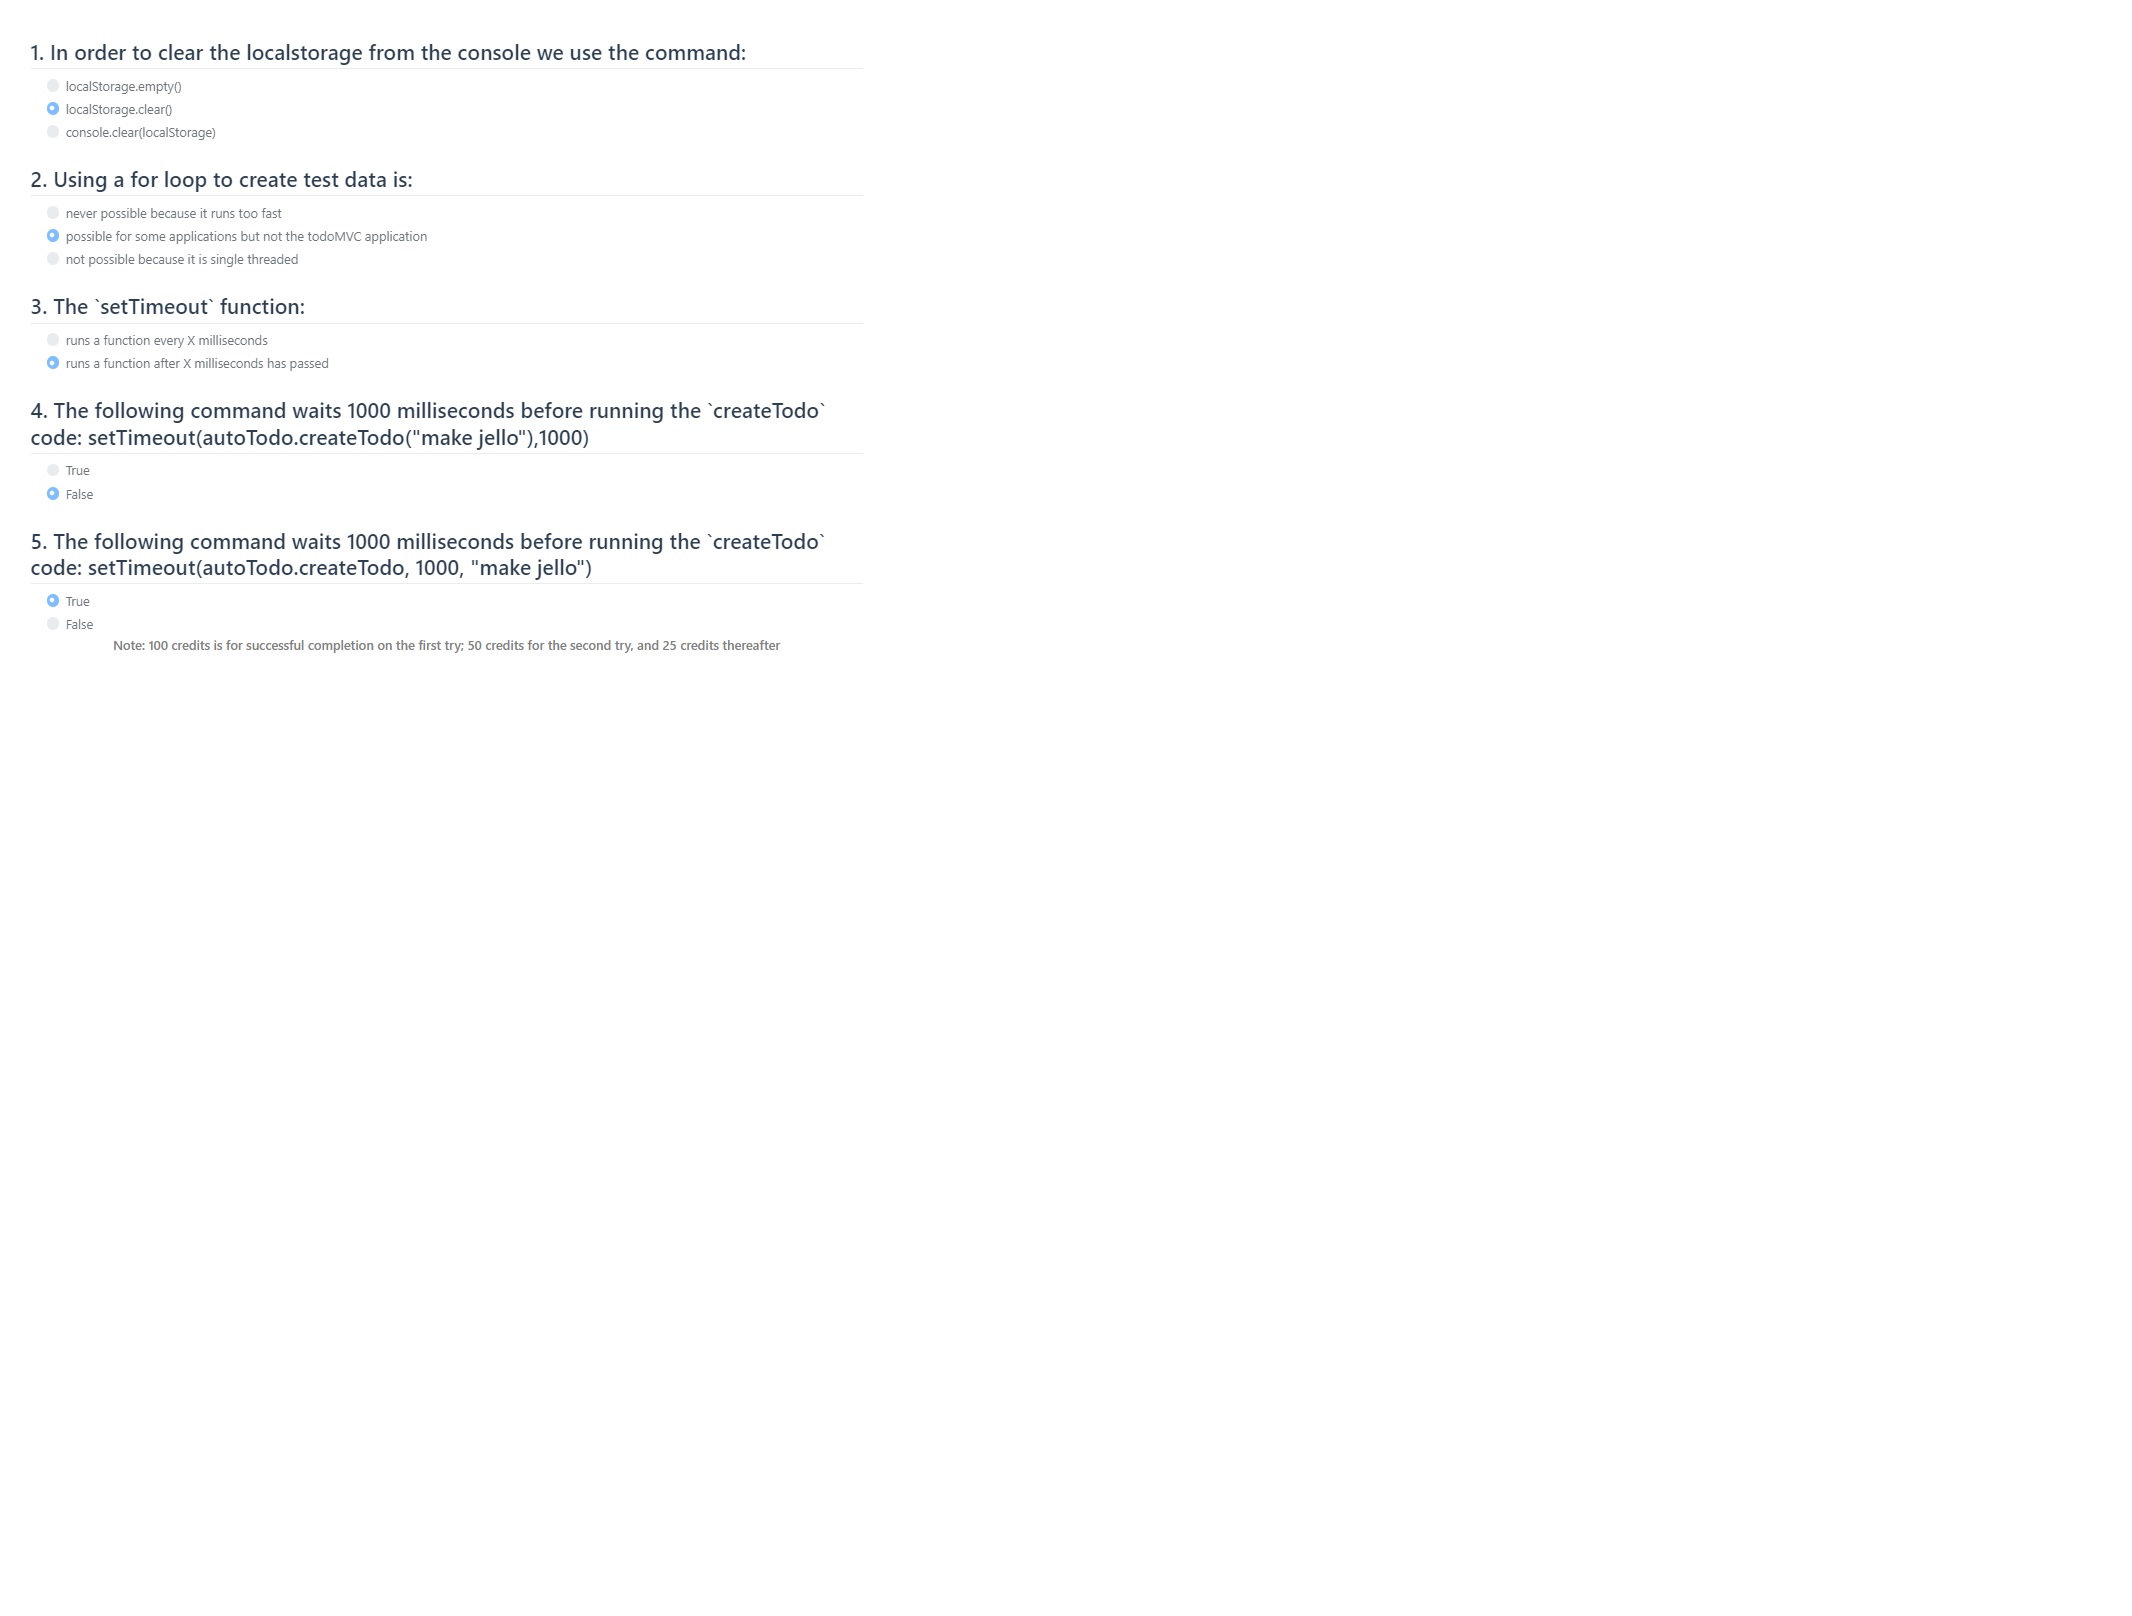 1. In order to clear the localstorage from the console we use the command:
localStorage.empty()
localStorage.clear()
console.clear(localStorage)
2. Using a for loop to create test data is:
never possible because it runs too fast
possible for some applications but not the todoMVC application
not possible because it is single threaded
3. The `setTimeout` function:
runs a function every X milliseconds
runs a function after X milliseconds has passed
4. The following command waits 1000 milliseconds before running the `createTodo`
code: setTimeout(autoTodo.createTodo("make jello"),1000)
True
False
5. The following command waits 1000 milliseconds before running the `createTodo`
code: setTimeout(autoTodo.createTodo, 1000, "make jello")
True
False
Note: 100 credits is for successful completion on the first try; 50 credits for the second try, and 25 credits thereafter